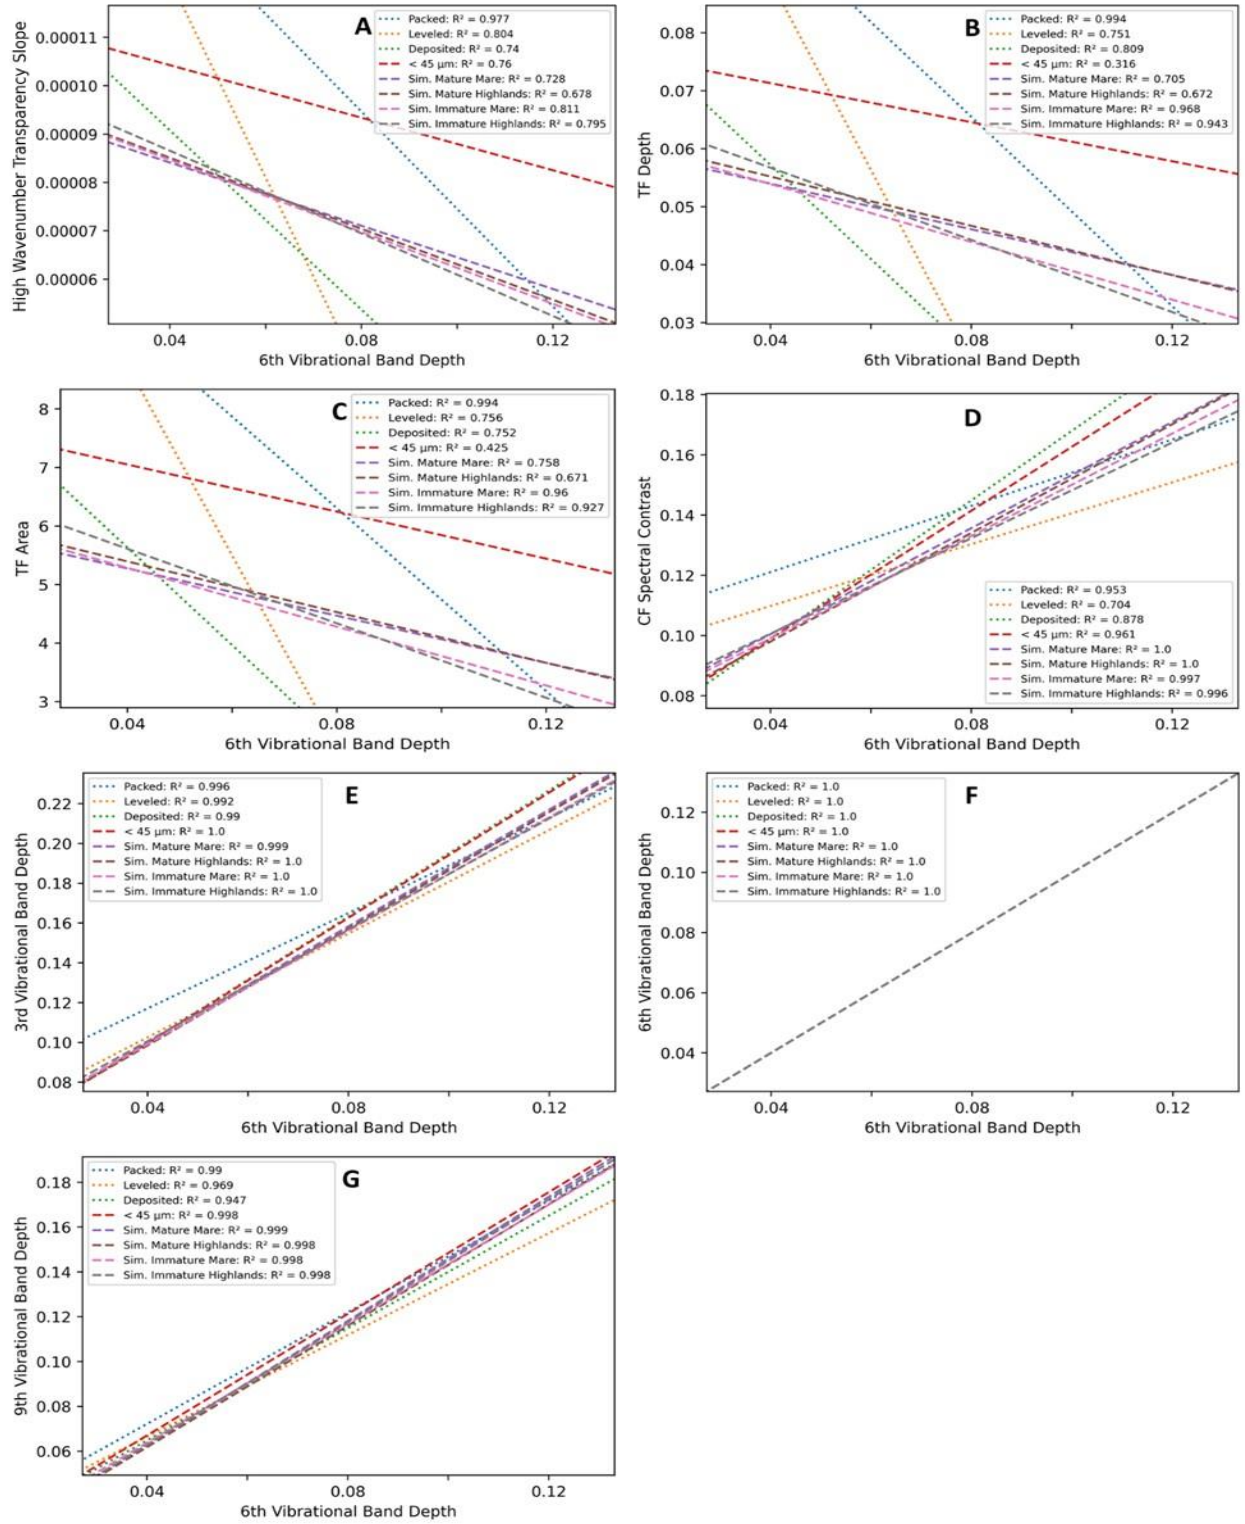 A
Packed: R² = 0.977
Leveled: R² = 0.804
Deposited: R² = 0.74
< 45 μm: R² = 0.76
Sim. Mature Mare: R² = 0.728
Sim. Mature Highlands: R² = 0.678
Sim. Immature Mare: R² = 0.811
Sim. Immature Highlands: R² = 0.795
High Wavenumber Transparency Slope
0.00011
0.00010
0.00009
0.00008
0.00007
0.00006
0.04 0.08 0.12
6th Vibrational Band Depth
B
Packed: R² = 0.994
Leveled: R² = 0.751
Deposited: R² = 0.809
< 45 μm: R² = 0.316
Sim. Mature Mare: R² = 0.705
Sim. Mature Highlands: R² = 0.672
Sim. Immature Mare: R² = 0.968
Sim. Immature Highlands: R² = 0.943
TF Depth
0.08
0.07
0.06
0.05
0.04
0.03
0.04 0.08 0.12
6th Vibrational Band Depth
C
Packed: R² = 0.994
Leveled: R² = 0.756
Deposited: R² = 0.752
< 45 μm: R² = 0.425
Sim. Mature Mare: R² = 0.758
Sim. Mature Highlands: R² = 0.671
Sim. Immature Mare: R² = 0.96
Sim. Immature Highlands: R² = 0.927
TF Area
8
7
6
5
4
3
0.04 0.08 0.12
6th Vibrational Band Depth
D
Packed: R² = 0.953
Leveled: R² = 0.704
Deposited: R² = 0.878
< 45 μm: R² = 0.961
Sim. Mature Mare: R² = 1.0
Sim. Mature Highlands: R² = 1.0
Sim. Immature Mare: R² = 0.997
Sim. Immature Highlands: R² = 0.996
CF Spectral Contrast
0.18
0.16
0.14
0.12
0.10
0.08
0.04 0.08 0.12
6th Vibrational Band Depth
E
Packed: R² = 0.996
Leveled: R² = 0.992
Deposited: R² = 0.99
< 45 μm: R² = 1.0
Sim. Mature Mare: R² = 0.999
Sim. Mature Highlands: R² = 1.0
Sim. Immature Mare: R² = 1.0
Sim. Immature Highlands: R² = 1.0
3rd Vibrational Band Depth
0.22
0.20
0.18
0.16
0.14
0.12
0.10
0.08
0.04 0.08 0.12
6th Vibrational Band Depth
F
Packed: R² = 1.0
Leveled: R² = 1.0
Deposited: R² = 1.0
< 45 μm: R² = 1.0
Sim. Mature Mare: R² = 1.0
Sim. Mature Highlands: R² = 1.0
Sim. Immature Mare: R² = 1.0
Sim. Immature Highlands: R² = 1.0
6th Vibrational Band Depth
0.12
0.10
0.08
0.06
0.04
0.04 0.08 0.12
6th Vibrational Band Depth
G
Packed: R² = 0.99
Leveled: R² = 0.969
Deposited: R² = 0.947
< 45 μm: R² = 0.998
Sim. Mature Mare: R² = 0.999
Sim. Mature Highlands: R² = 0.998
Sim. Immature Mare: R² = 0.998
Sim. Immature Highlands: R² = 0.998
9th Vibrational Band Depth
0.18
0.16
0.14
0.12
0.10
0.08
0.06
0.04 0.08 0.12
6th Vibrational Band Depth